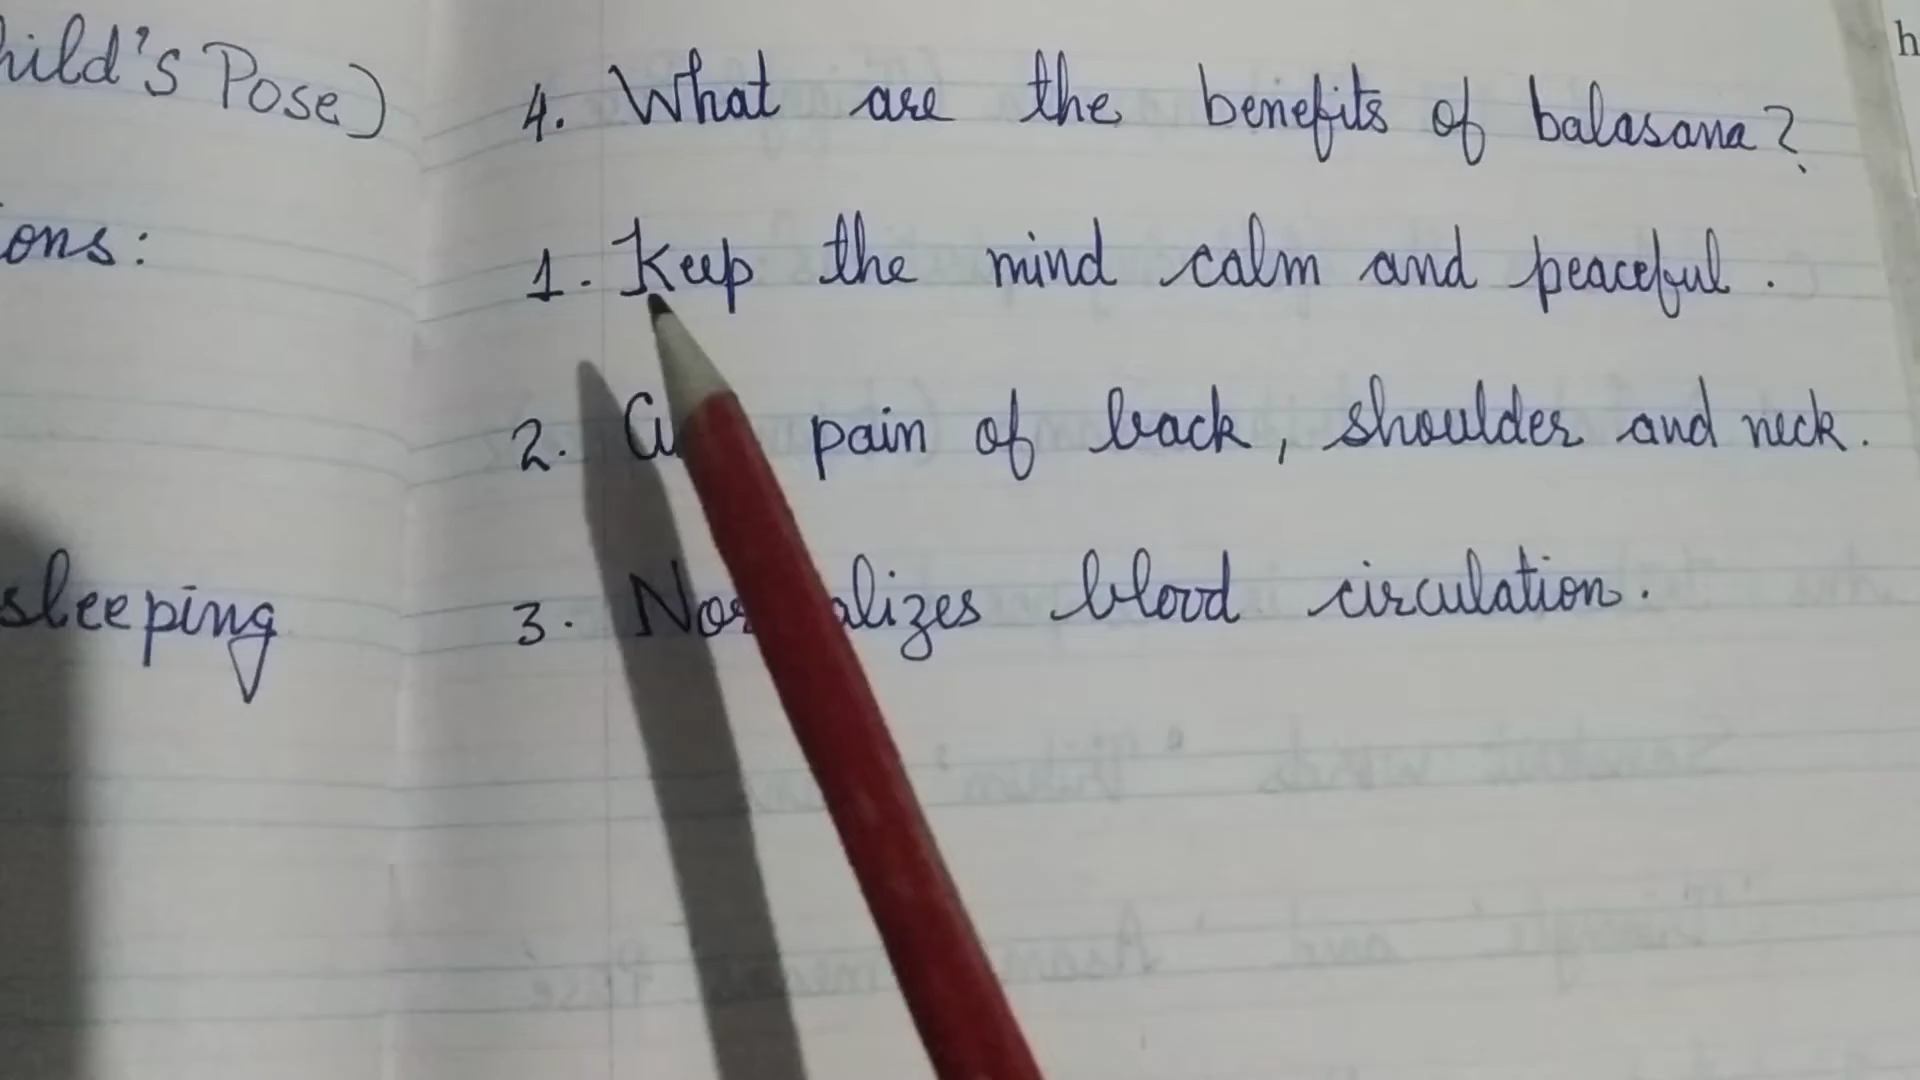 hild's Pose)
ons:
sleeping
4. What are the benefits of balasana?
1. Keep the mind calm and peaceful.
2. pain of back, shoulder and neck.
3. blood circulation.
h